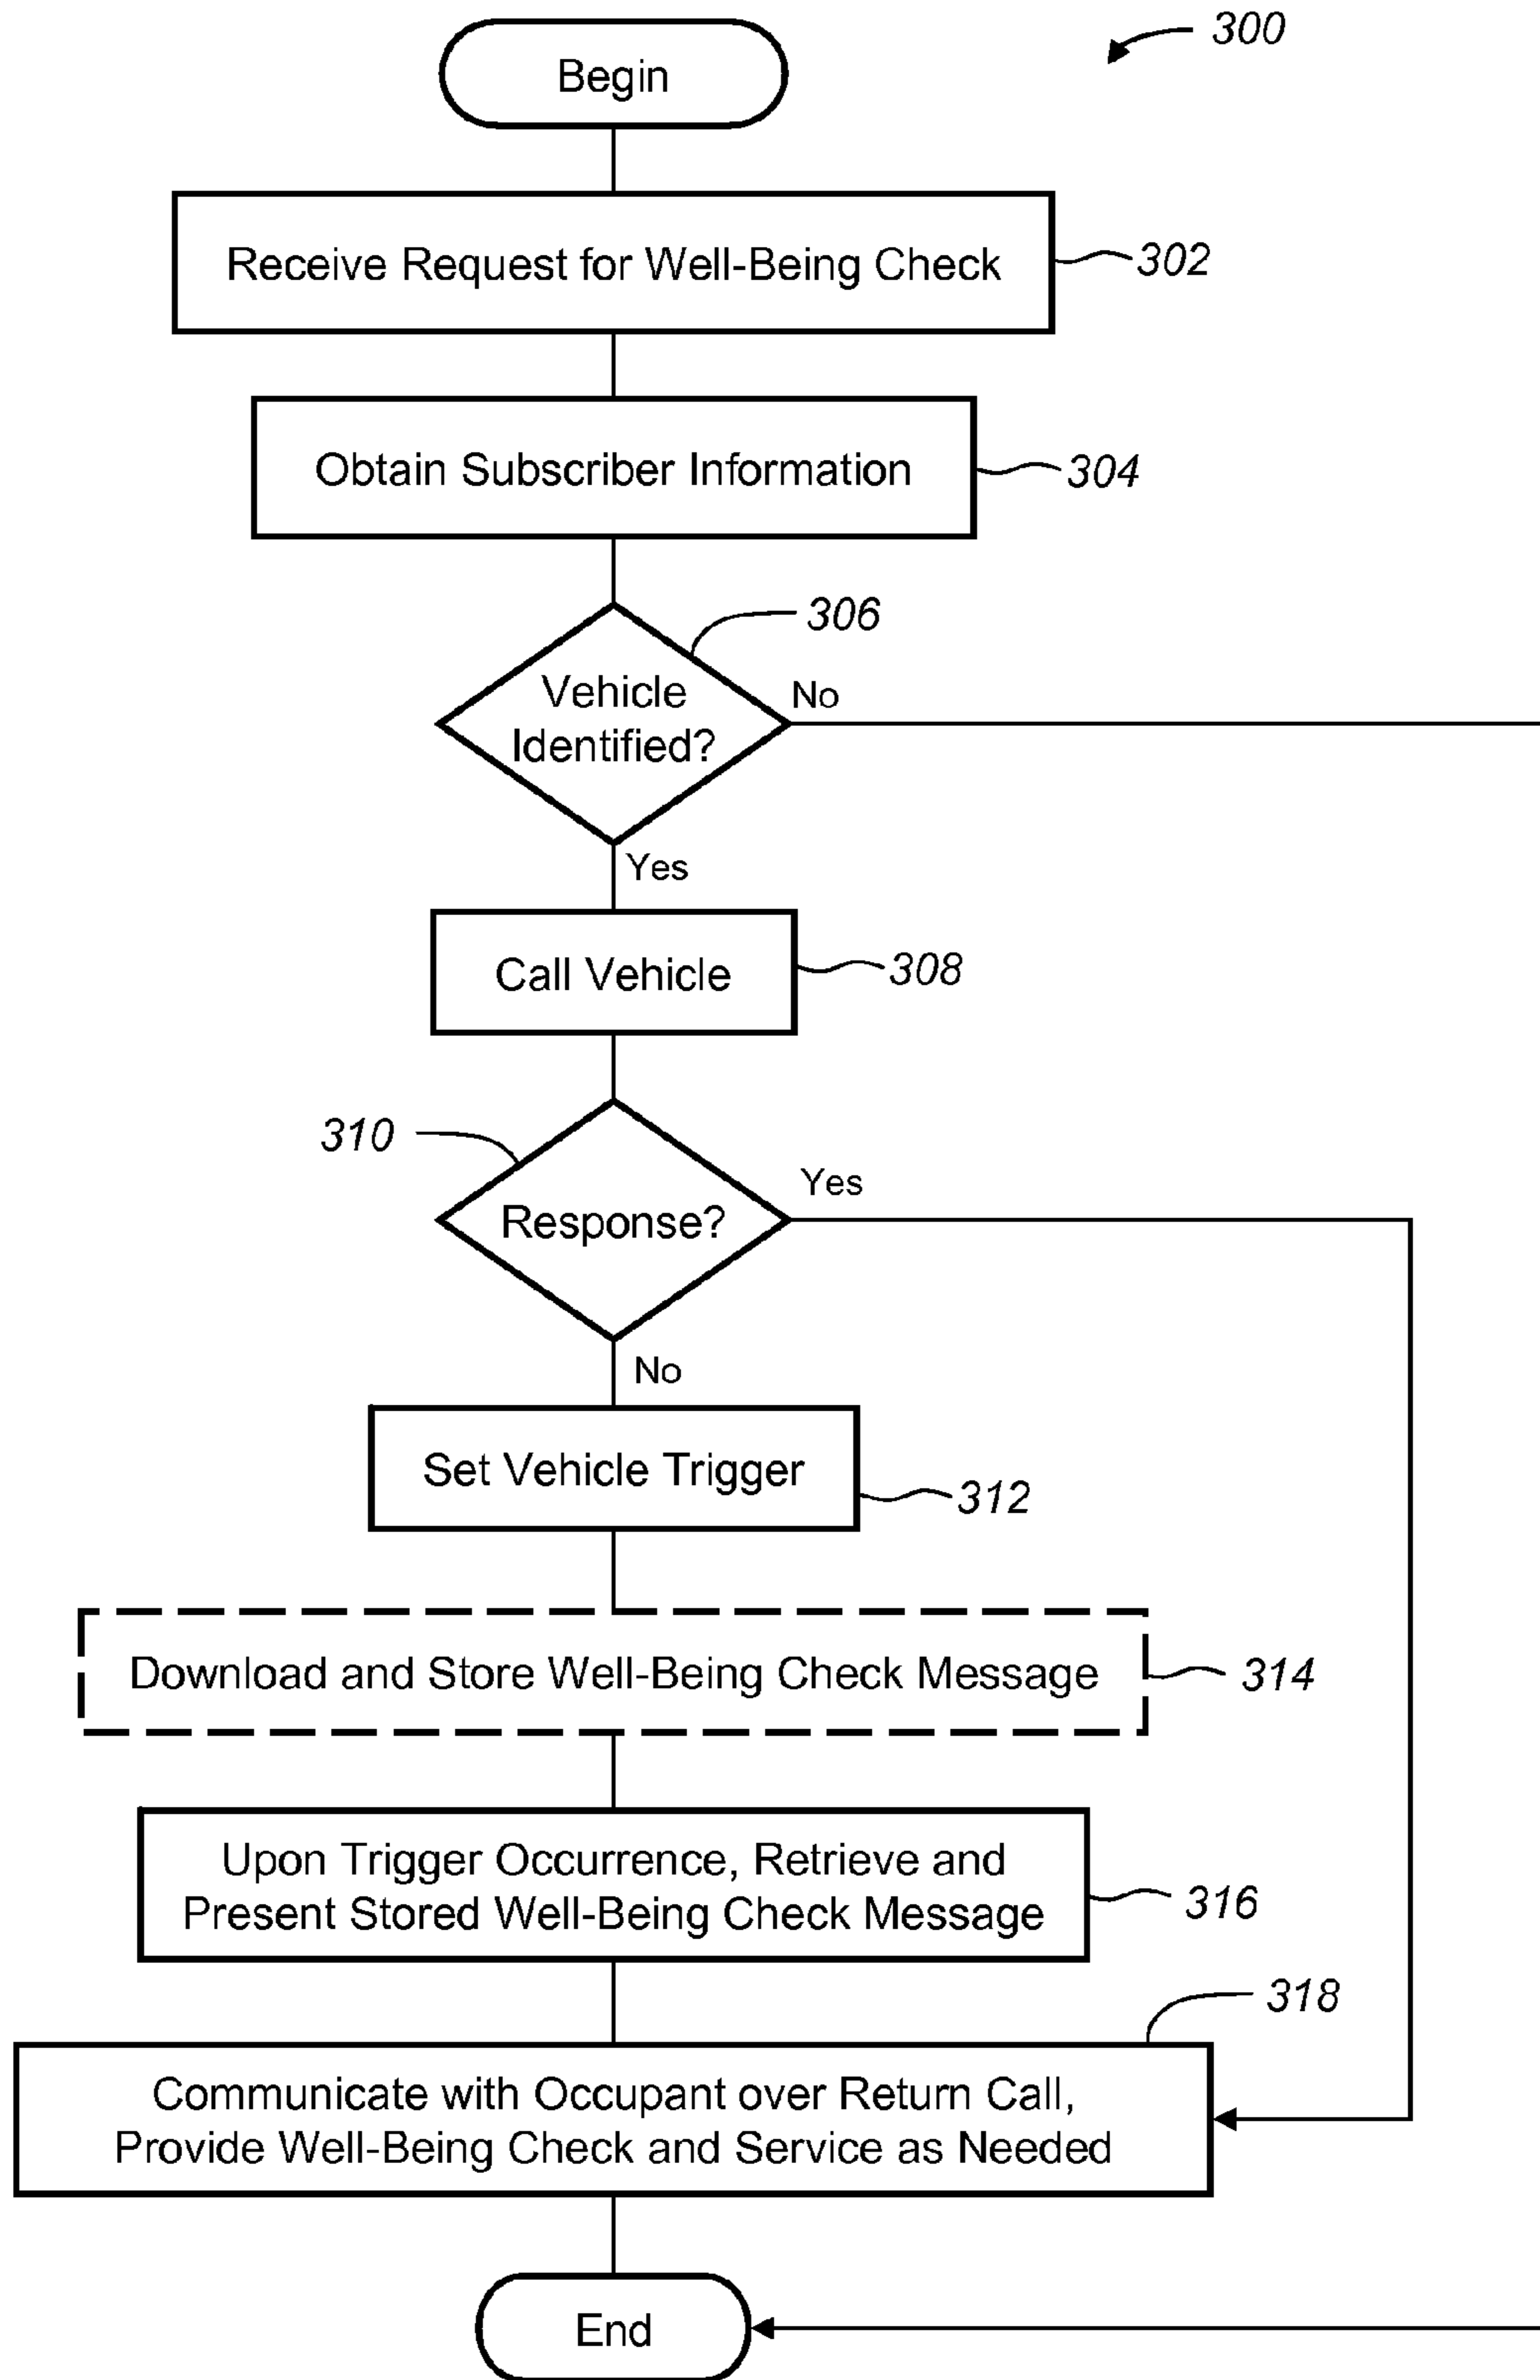 300
Begin
Receive Request for Well-Being Check
302
Obtain Subscriber Information
304
306
Vehicle
Identified?
No
Yes
Call Vehicle
308
310
Response?
Yes
No
Set Vehicle Trigger
312
Download and Store Well-Being Check Message
314
Upon Trigger Occurrence, Retrieve and
Present Stored Well-Being Check Message
316
318
Communicate with Occupant over Return Call,
Provide Well-Being Check and Service as Needed
End